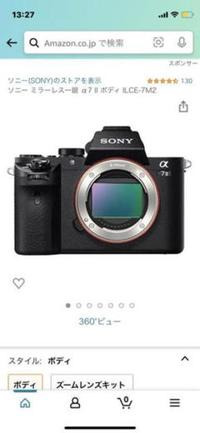 13:27
Amazon.co.jp で検索
スポンサー
ソニー(SONY)のストアを表示
130
ソニー ミラーレス一眼 α7 II ボディ ILCE-7M2
SONY
α
7 II
360°ビュー
スタイル: ボディ
ボディ
ズームレンズキット
0